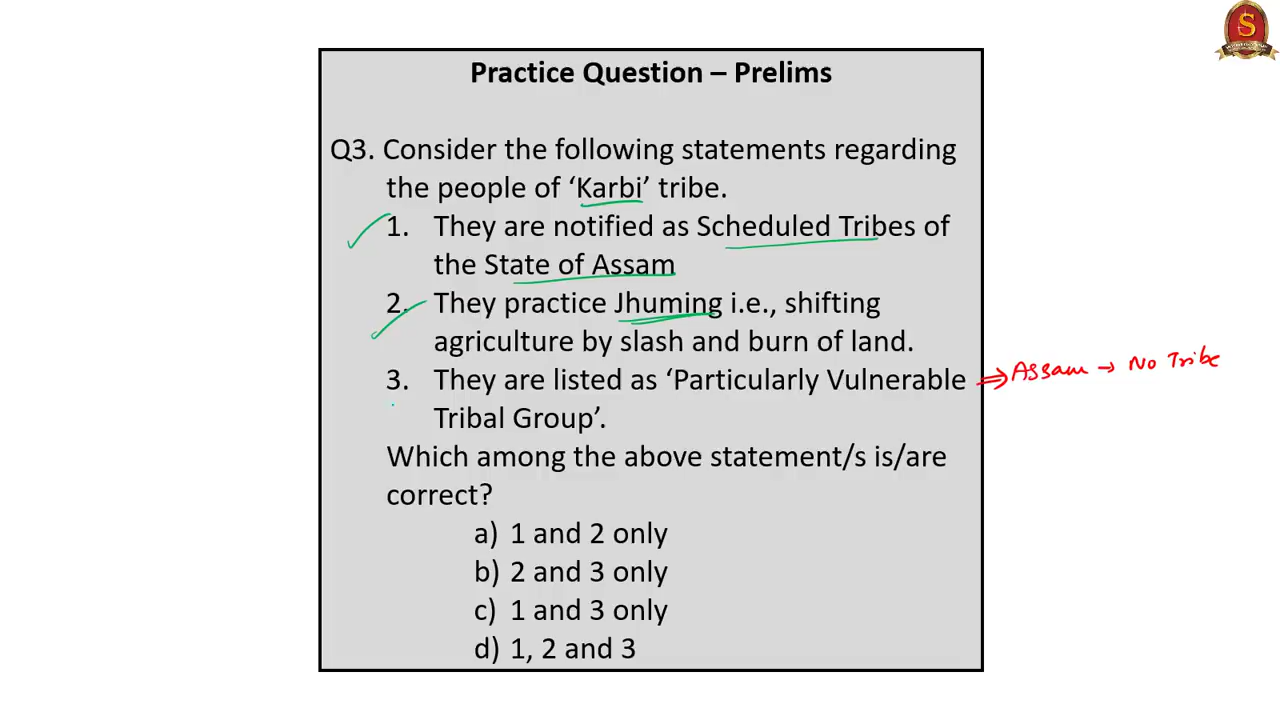 S
Practice Question – Prelims
Q3. Consider the following statements regarding
the people of ‘Karbi’ tribe.
1. They are notified as Scheduled Tribes of
the State of Assam
2. They practice Jhuming i.e., shifting
agriculture by slash and burn of land.
3. They are listed as ‘Particularly Vulnerable ⇒ Assam → No Tribe
Tribal Group’.
Which among the above statement/s is/are
correct?
a) 1 and 2 only
b) 2 and 3 only
c) 1 and 3 only
d) 1, 2 and 3